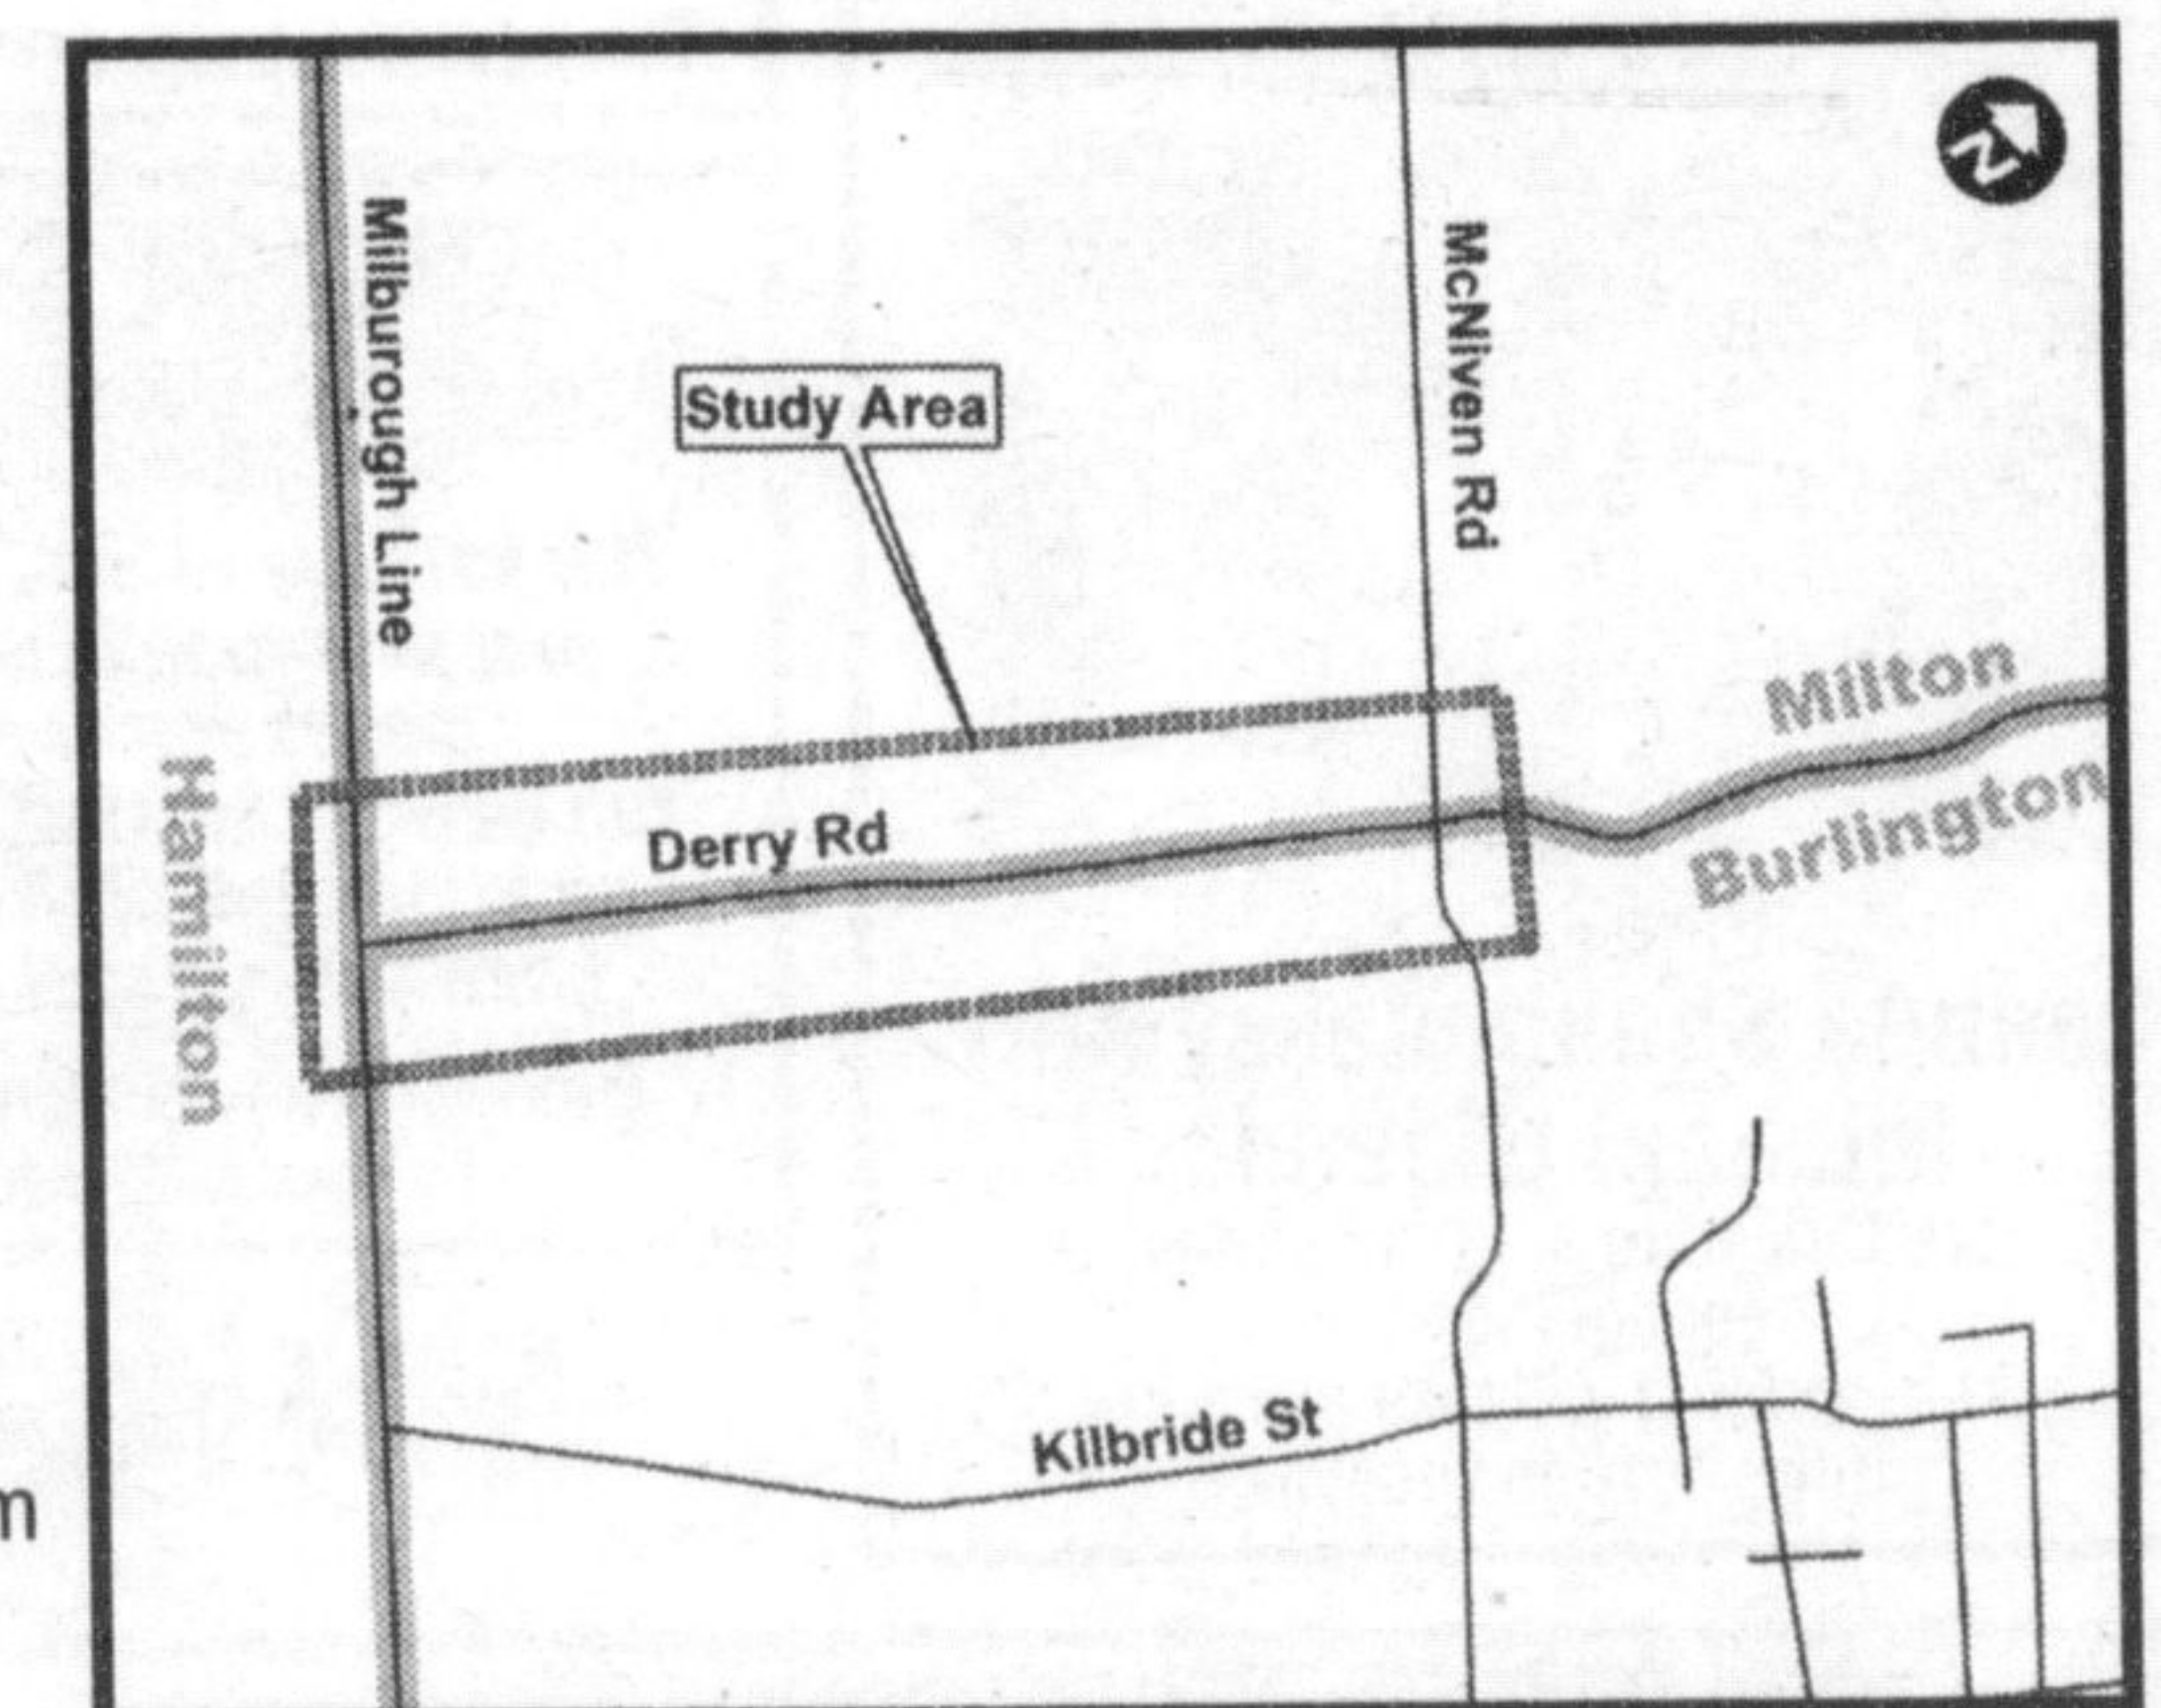 N
Milburough Line
McNiven Rd
Study Area
Milton
Derry Rd
Burlington
Hamilton
Kilbride St
m